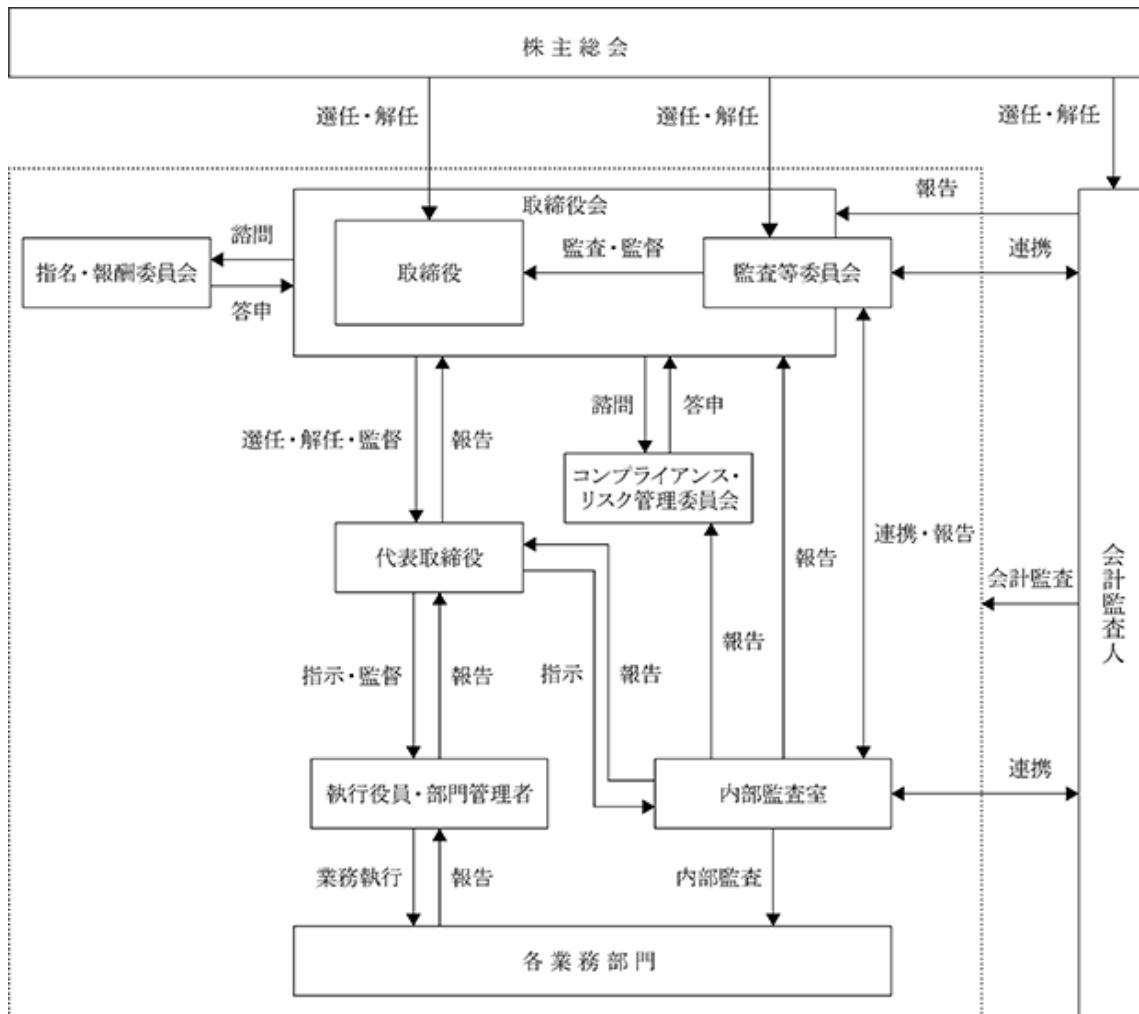 株主総会
選任・解任
選任・解任
選任・解任
取締役会
報告
諮問
指名・報酬委員会
答申
取締役
監査・監督
監査等委員会
連携
選任・解任・監督
報告
諮問
答申
コンプライアンス・
リスク管理委員会
連携・報告
報告
代表取締役
会計監査
会計監査人
指示・監督
報告
指示
報告
報告
執行役員・部門管理者
内部監査室
連携
業務執行
報告
内部監査
各業務部門